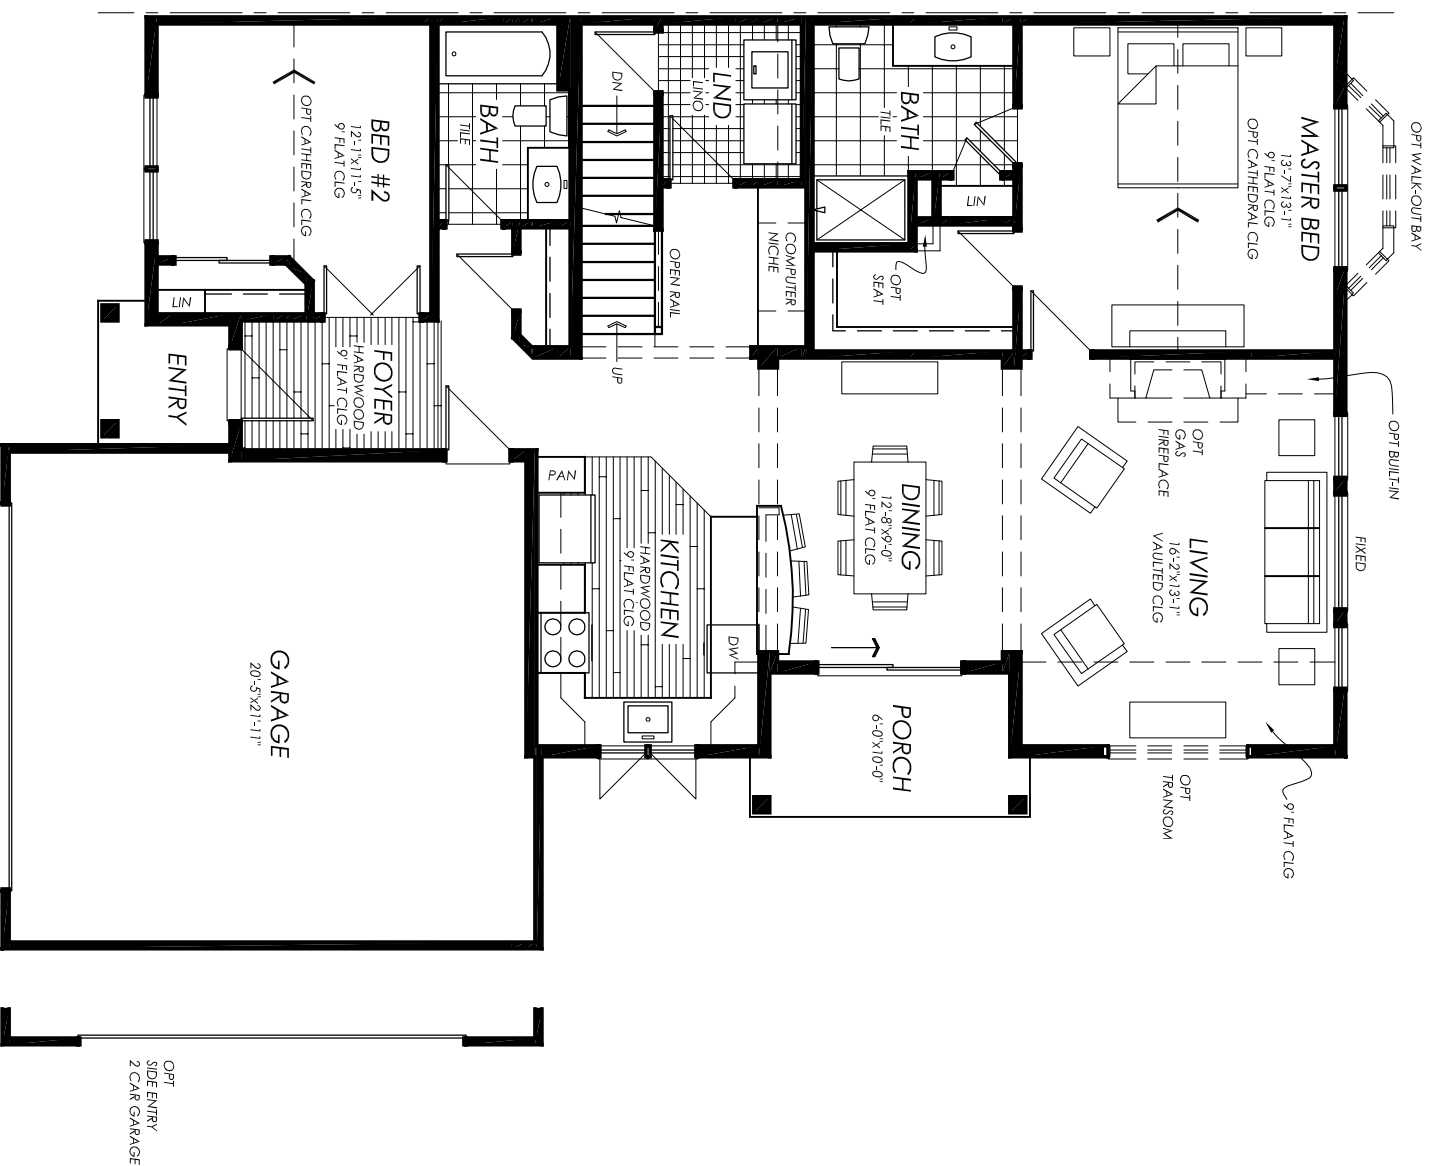 OPT WALK-OUT BAY
MASTER BED
13'-7"x13'-1"
9' FLAT CLG
OPT CATHEDRAL CLG
BATH
TILE
LIN
OPT
SEAT
LND
LINO
DN
COMPUTER
NICHE
OPEN RAIL
UP
BATH
TILE
BED #2
12'-1"x11'-5"
9' FLAT CLG
OPT CATHEDRAL CLG
LIN
OPT BUILT-IN
FIXED
LIVING
16'-2"x13'-1"
VAULTED CLG
OPT
GAS
FIREPLACE
DINING
12'-8"x9'-0"
9' FLAT CLG
KITCHEN
HARDWOOD
9' FLAT CLG
PAN
DW
FOYER
HARDWOOD
9' FLAT CLG
ENTRY
9' FLAT CLG
OPT
TRANSOM
PORCH
6'-0"x10'-0"
GARAGE
20'-5"x21'-11"
OPT
SIDE ENTRY
2 CAR GARAGE